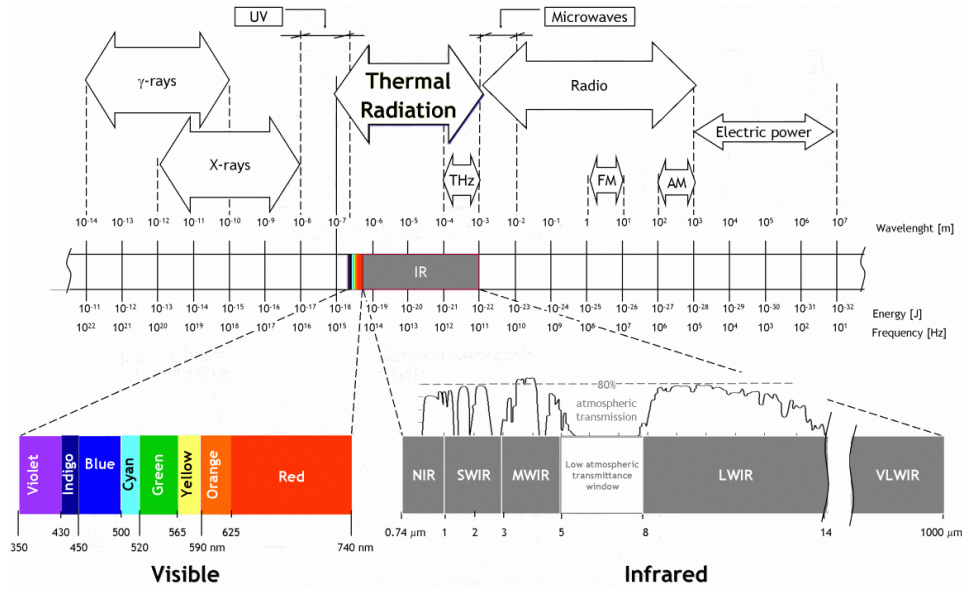 UV
Microwaves
γ-rays
Thermal
Radiation
Radio
Electric power
X-rays
THz
FM
AM
10-14 10-13 10-12 10-11 10-10 10-9 10-8 10-7 10-6 10-5 10-4 10-3 10-2 10-1 1 10¹ 10² 10³ 10⁴ 10⁵ 10⁶ 10⁷
Wavelenght [m]
IR
10-11 10-12 10-13 10-14 10-15 10-16 10-17 10-18 10-19 10-20 10-21 10-22 10-23 10-24 10-25 10-26 10-27 10-28 10-29 10-30 10-31 10-32
Energy [J]
10²² 10²¹ 10²⁰ 10¹⁹ 10¹⁸ 10¹⁷ 10¹⁶ 10¹⁵ 10¹⁴ 10¹³ 10¹² 10¹¹ 10¹⁰ 10⁹ 10⁸ 10⁷ 10⁶ 10⁵ 10⁴ 10³ 10² 10¹
Frequency [Hz]
80%
atmospheric
transmission
Violet
Indigo
Blue
Cyan
Green
Yellow
Orange
Red
350 430 450 500 520 565 590 nm 625 740 nm
Visible
NIR
SWIR
MWIR
Low atmospheric
transmittance
window
LWIR
VLWIR
0.74 µm 1 2 3 5 8 14 1000 µm
Infrared